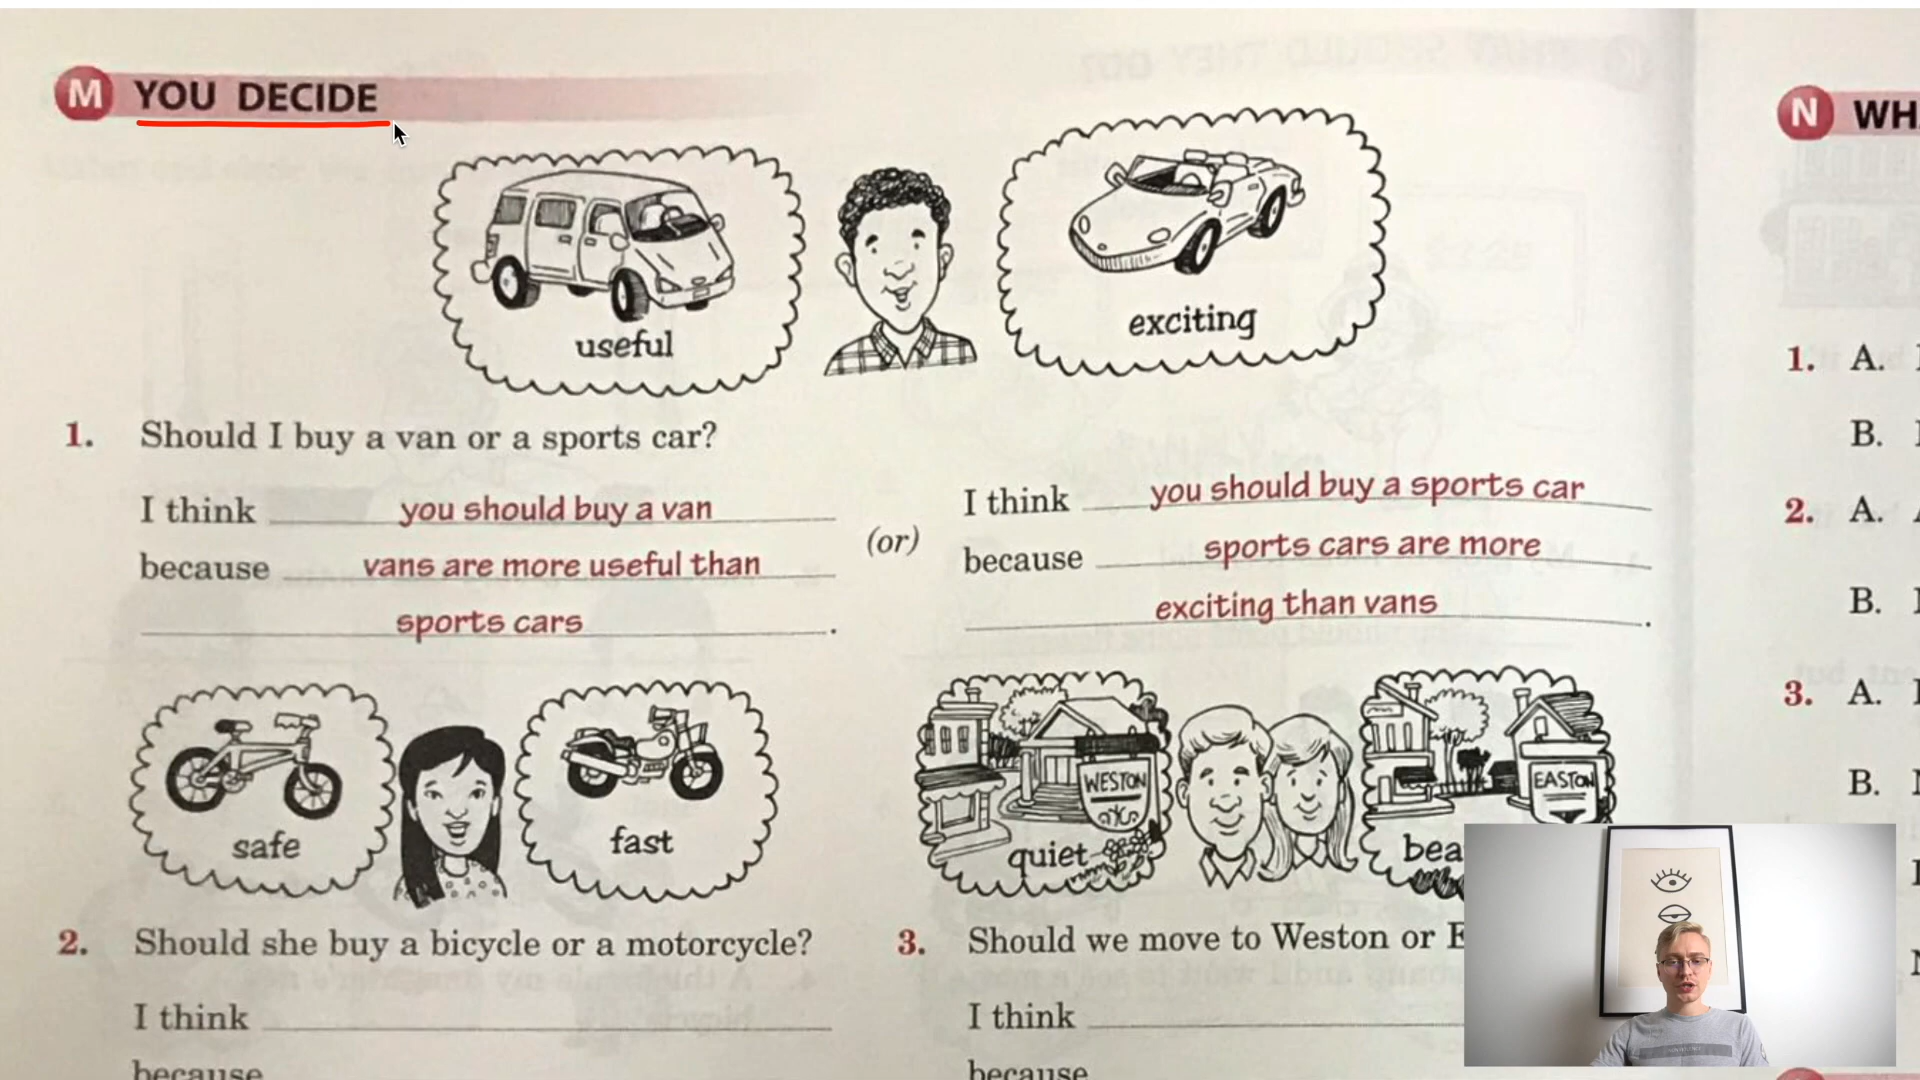 M YOU DECIDE
useful
exciting
1. Should I buy a van or a sports car?
I think you should buy a van
because vans are more useful than
sports cars.
(or)
I think you should buy a sports car
because sports cars are more
exciting than vans.
safe
fast
WESTON
quiet
EASTON
bea
2. Should she buy a bicycle or a motorcycle?
I think
because
3. Should we move to Weston or E
I think
because
N WH
1. A.
B.
2. A.
B.
3. A.
B.